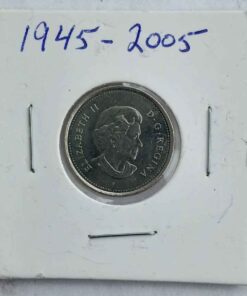 1945 - 2005
ELIZABETH II
D·G·REGINA